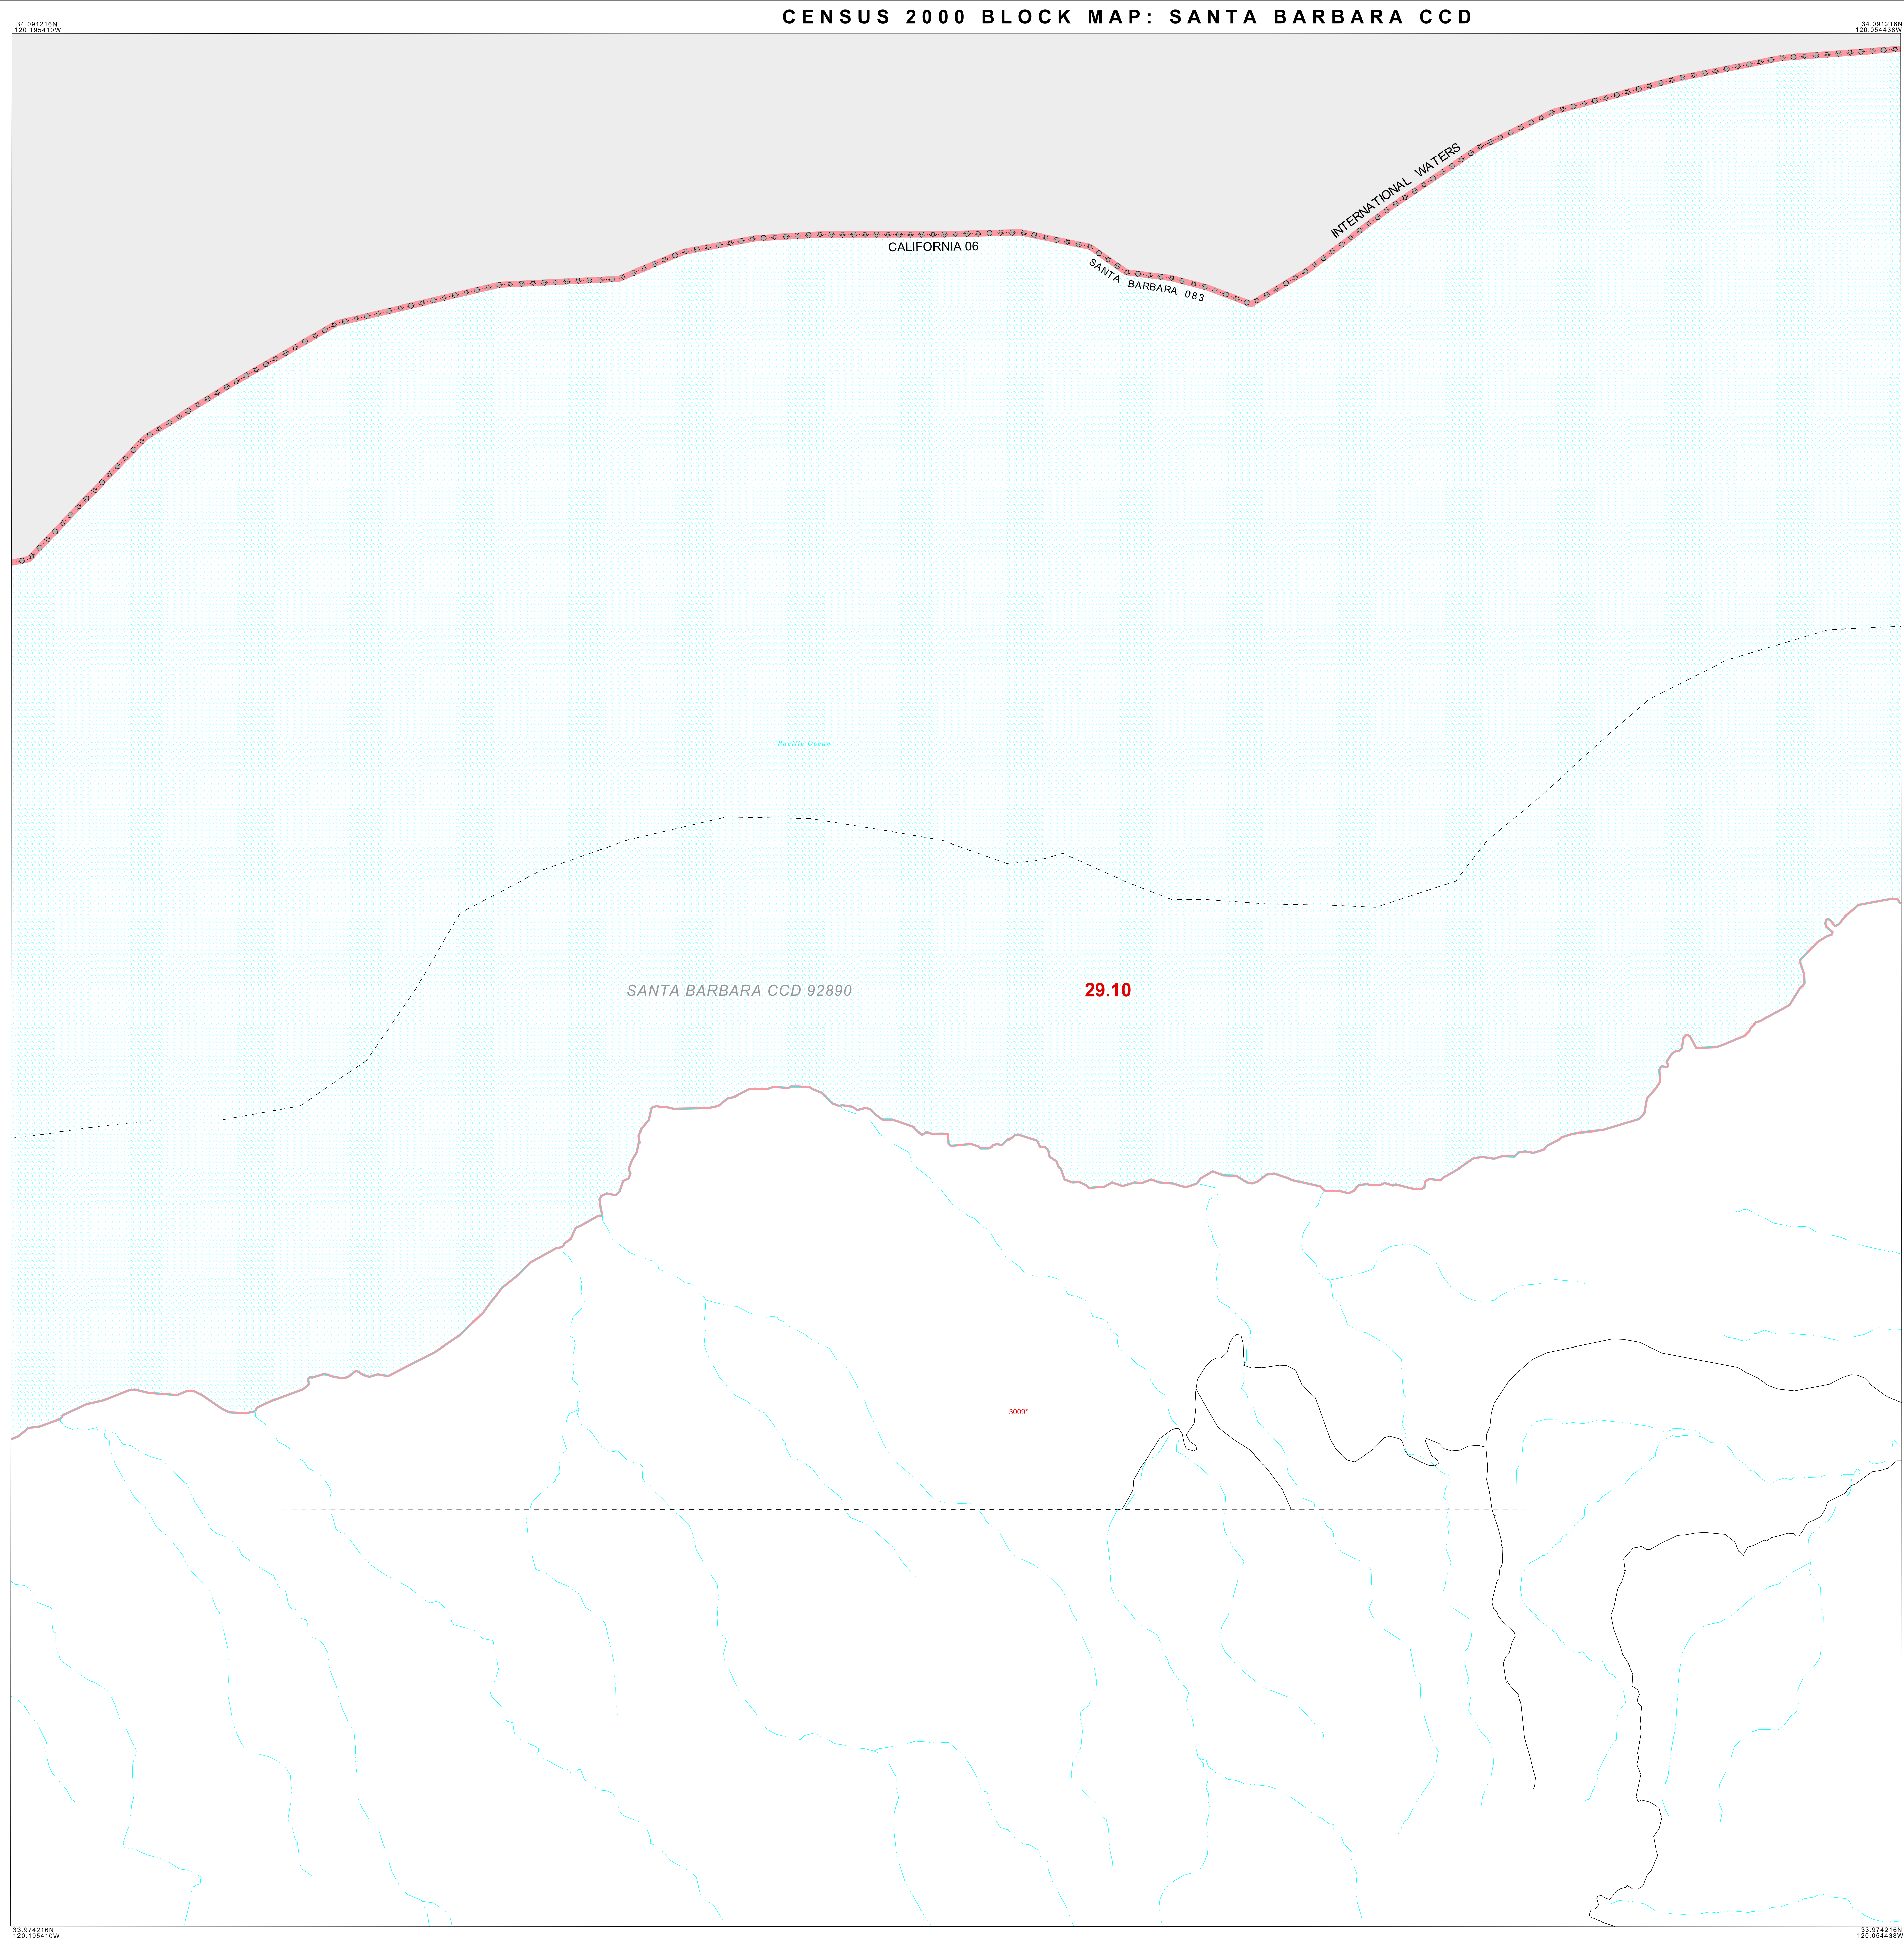 CENSUS 2000 BLOCK MAP: SANTA BARBARA CCD
34.091216N
120.195410W
34.091216N
120.054438W
INTERNATIONAL WATERS
CALIFORNIA 06
SANTA BARBARA 083
Pacific Ocean
SANTA BARBARA CCD 92890
29.10
3009*
33.974216N
120.195410W
33.974216N
120.054438W